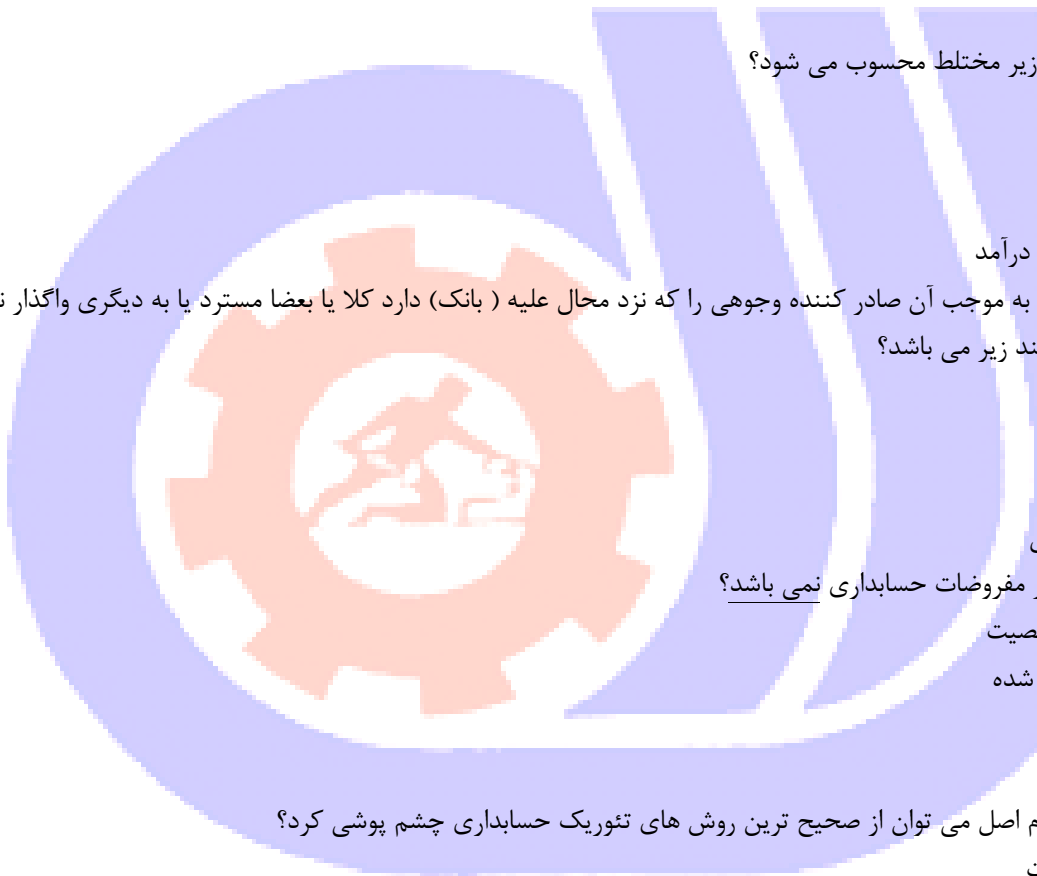 زیر مختلط محسوب می شود؟
درآمد
به موجب آن صادر کننده وجوهی را که نزد محال علیه ( بانک) دارد کلا یا بعضا مسترد یا به دیگری واگذار
ند زیر می باشد؟
ر مفروضات حسابداری نمی باشد؟
صیت
شده
م اصل می توان از صحیح ترین روش های تئوریک حسابداری چشم پوشی کرد؟
ت